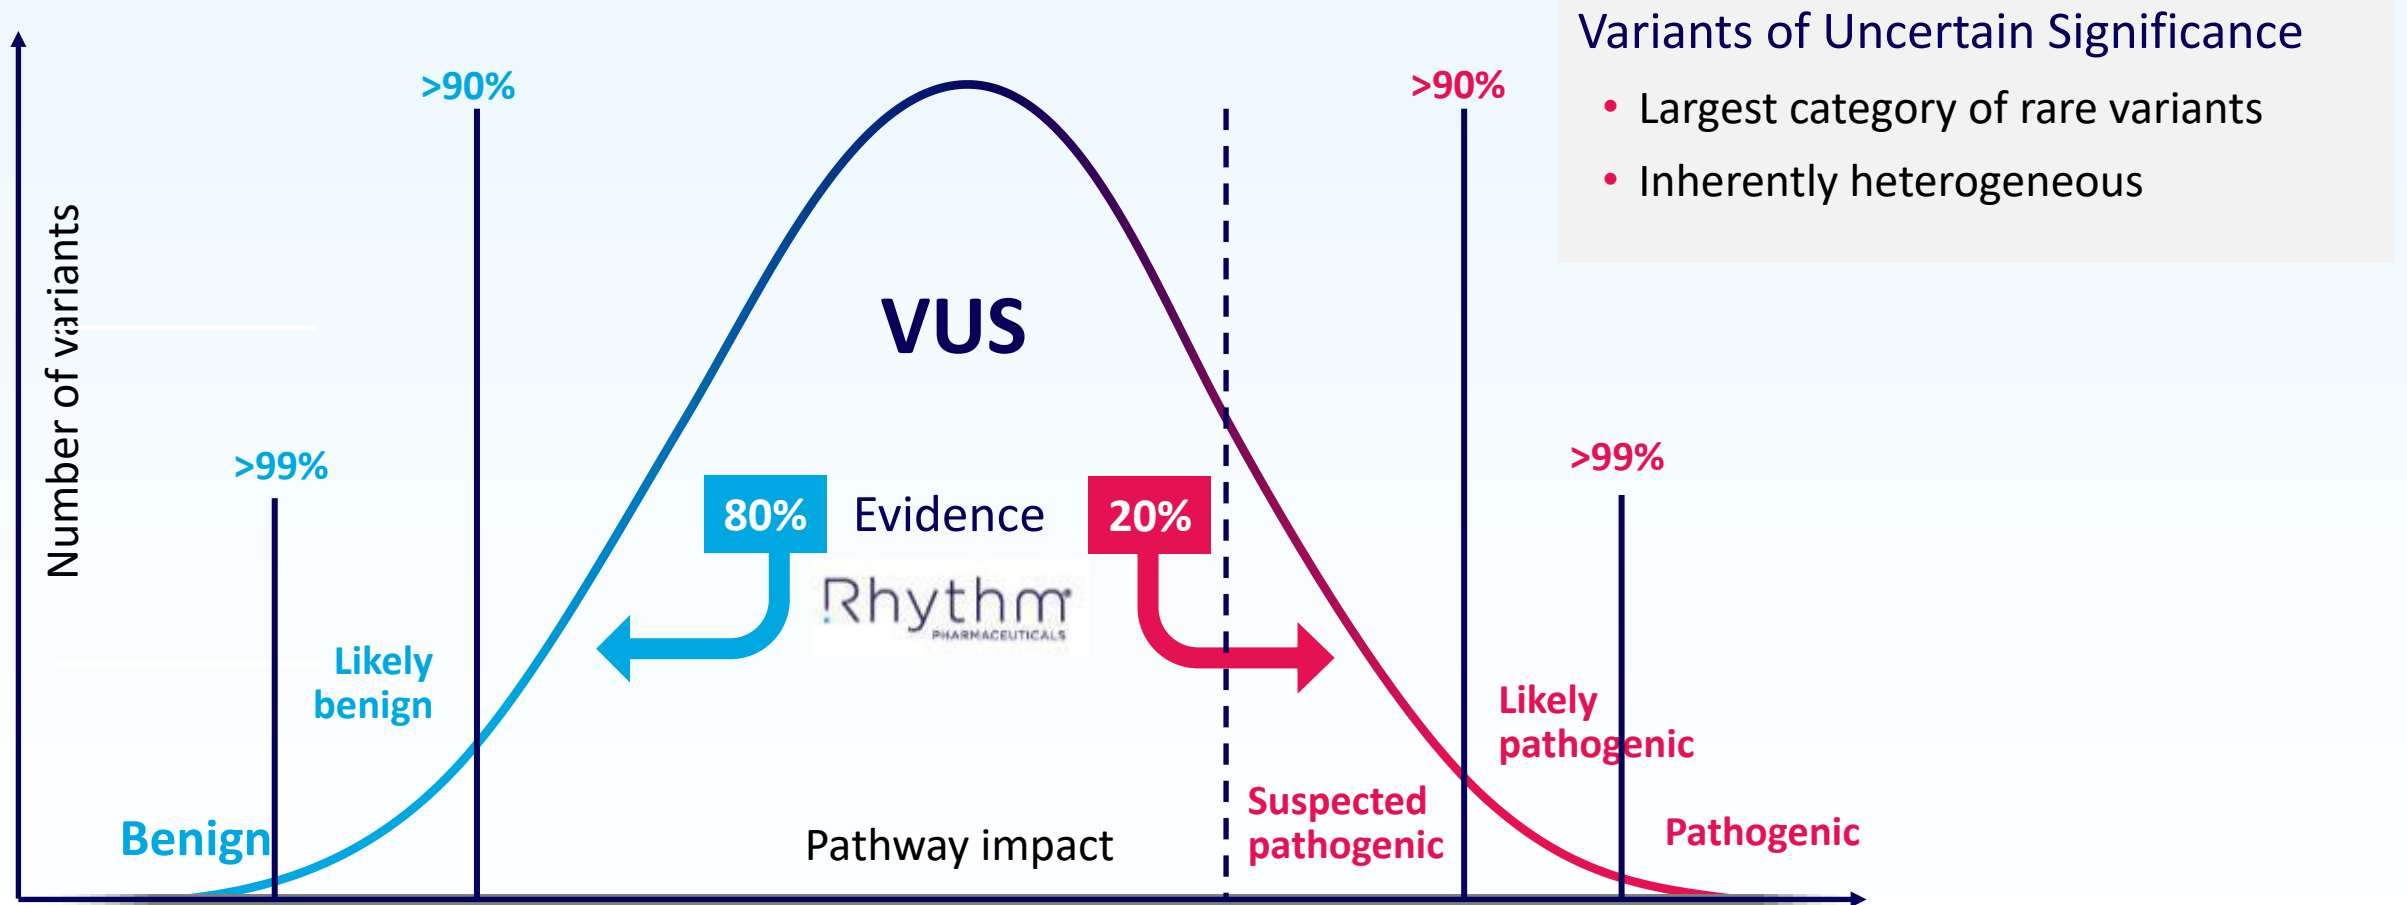 Variants of Uncertain Significance
• Largest category of rare variants
• Inherently heterogeneous
>90%
>90%
Number of variants
VUS
>99%
>99%
80%
Evidence
20%
Rhythm
PHARMACEUTICALS
Likely
benign
Likely
pathogenic
Benign
Pathway impact
Suspected
pathogenic
Pathogenic